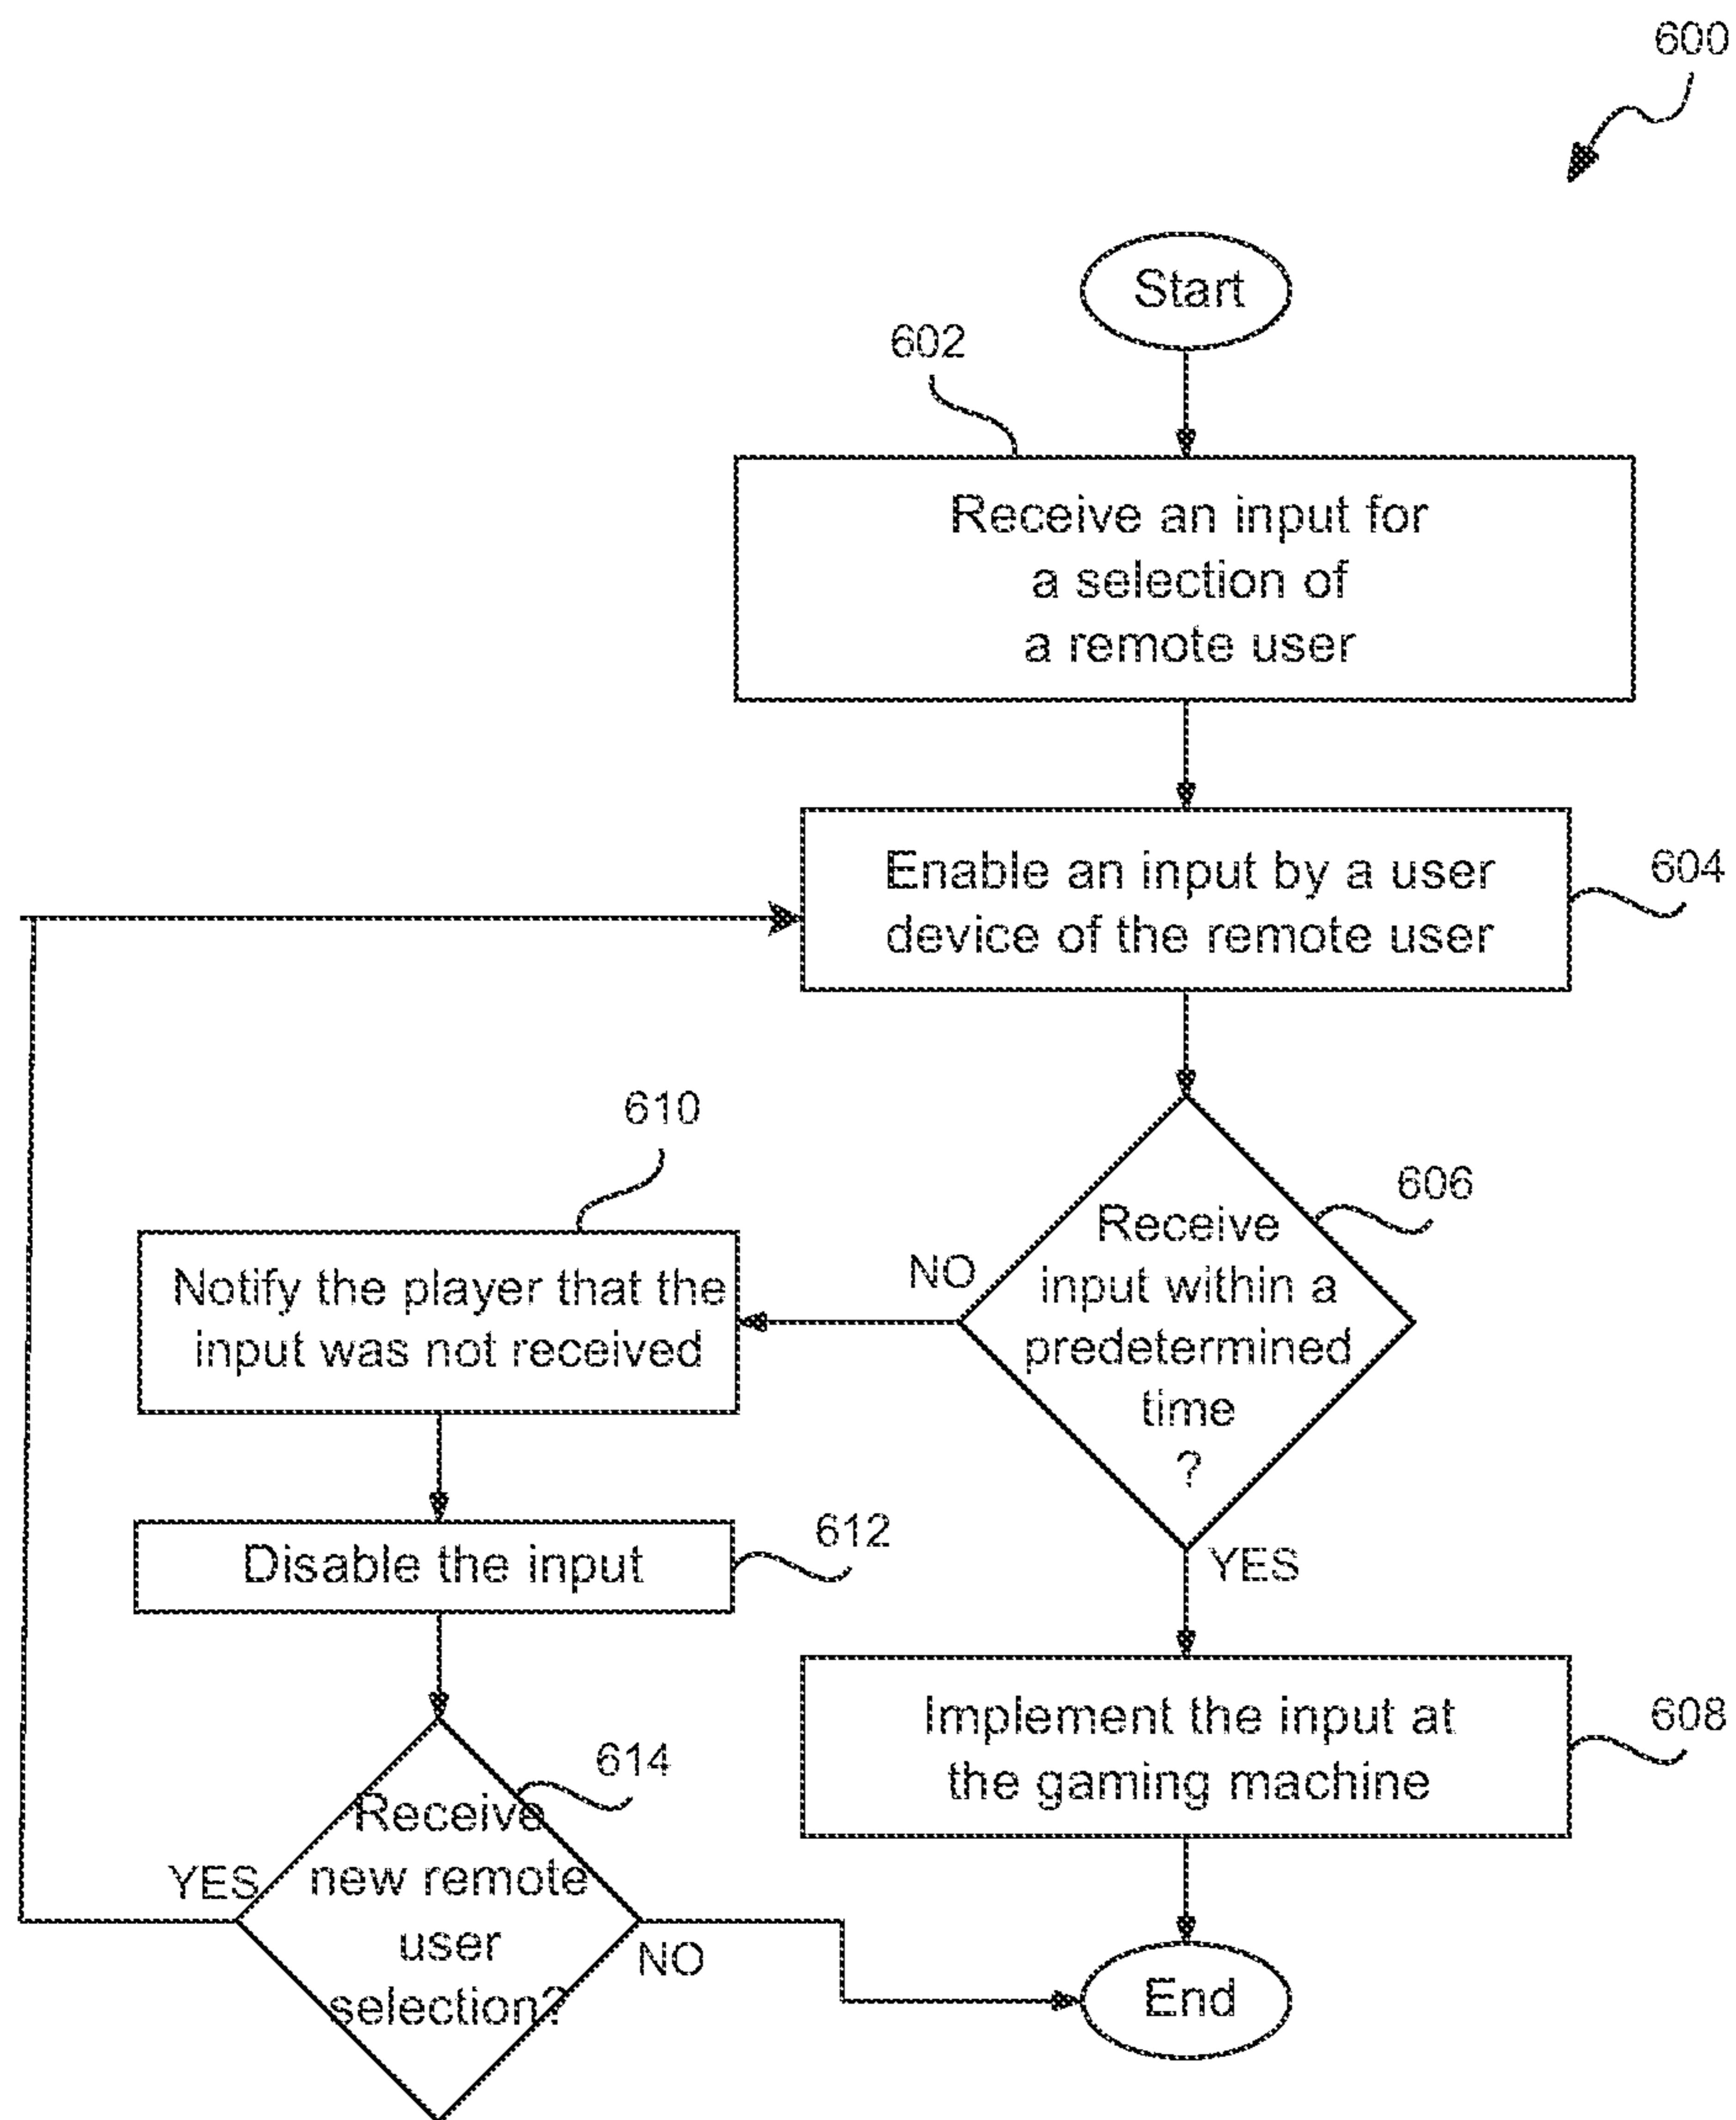 600
Start
602
Receive an input for
a selection of
a remote user
Enable an input by a user
device of the remote user
604
610
606
Receive
input within a
predetermined
time
?
NO
Notify the player that the
input was not received
612
Disable the input
YES
Implement the input at
the gaming machine
608
614
Receive
new remote
user
selection?
YES
NO
End